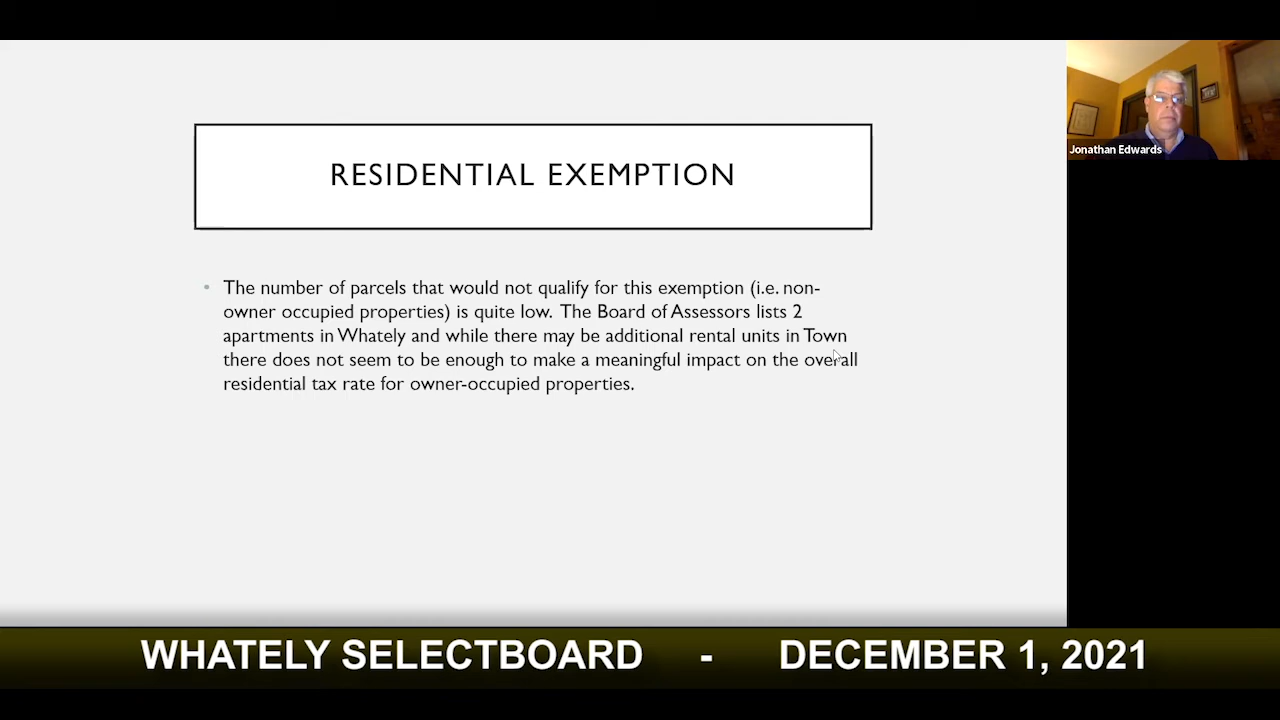 RESIDENTIAL EXEMPTION
Jonathan Edwards
The number of parcels that would not qualify for this exemption (i.e. non-
owner occupied properties) is quite low. The Board of Assessors lists 2
apartments in Whately and while there may be additional rental units in Town
there does not seem to be enough to make a meaningful impact on the overall
residential tax rate for owner-occupied properties.
WHATELY SELECTBOARD - DECEMBER 1, 2021